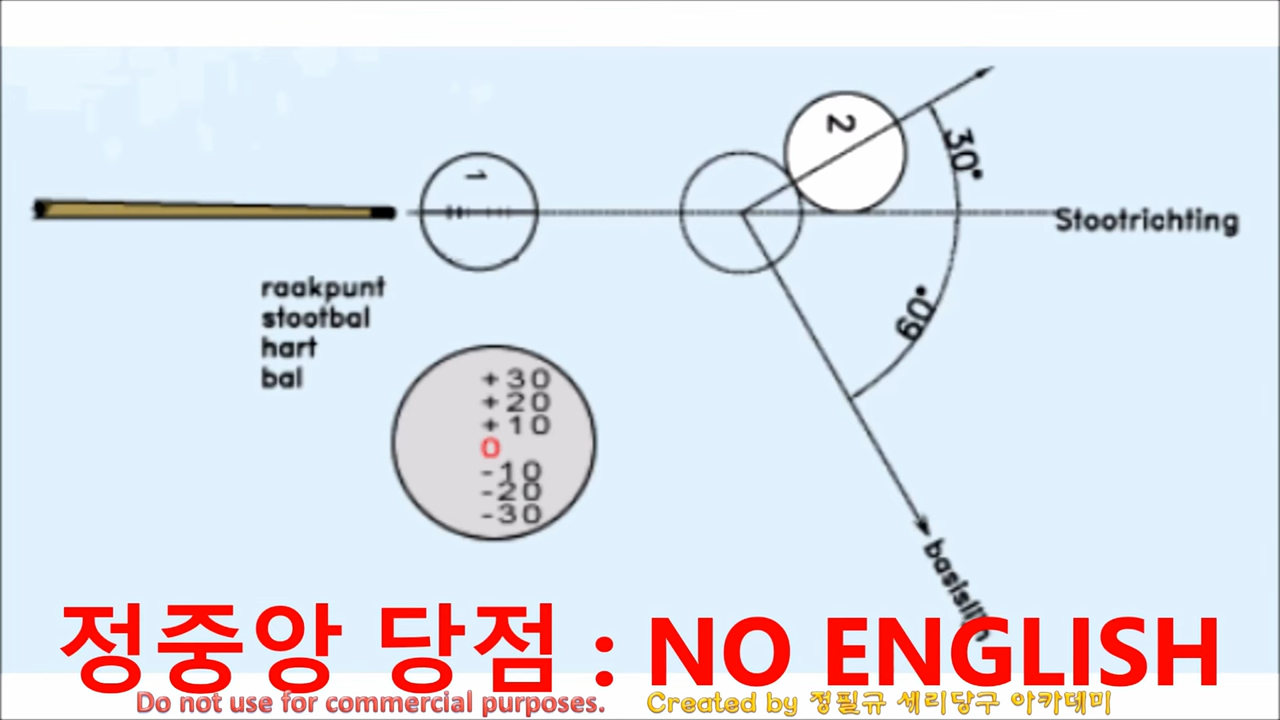 1
2
30°
Stootrichting
60°
raakpunt
stootbal
hart
bal
+30
+20
+10
0
-10
-20
-30
정중앙 당점 : NO ENGLISH
Do not use for commercial purposes.
Created by 정필규 세리당구 아카데미